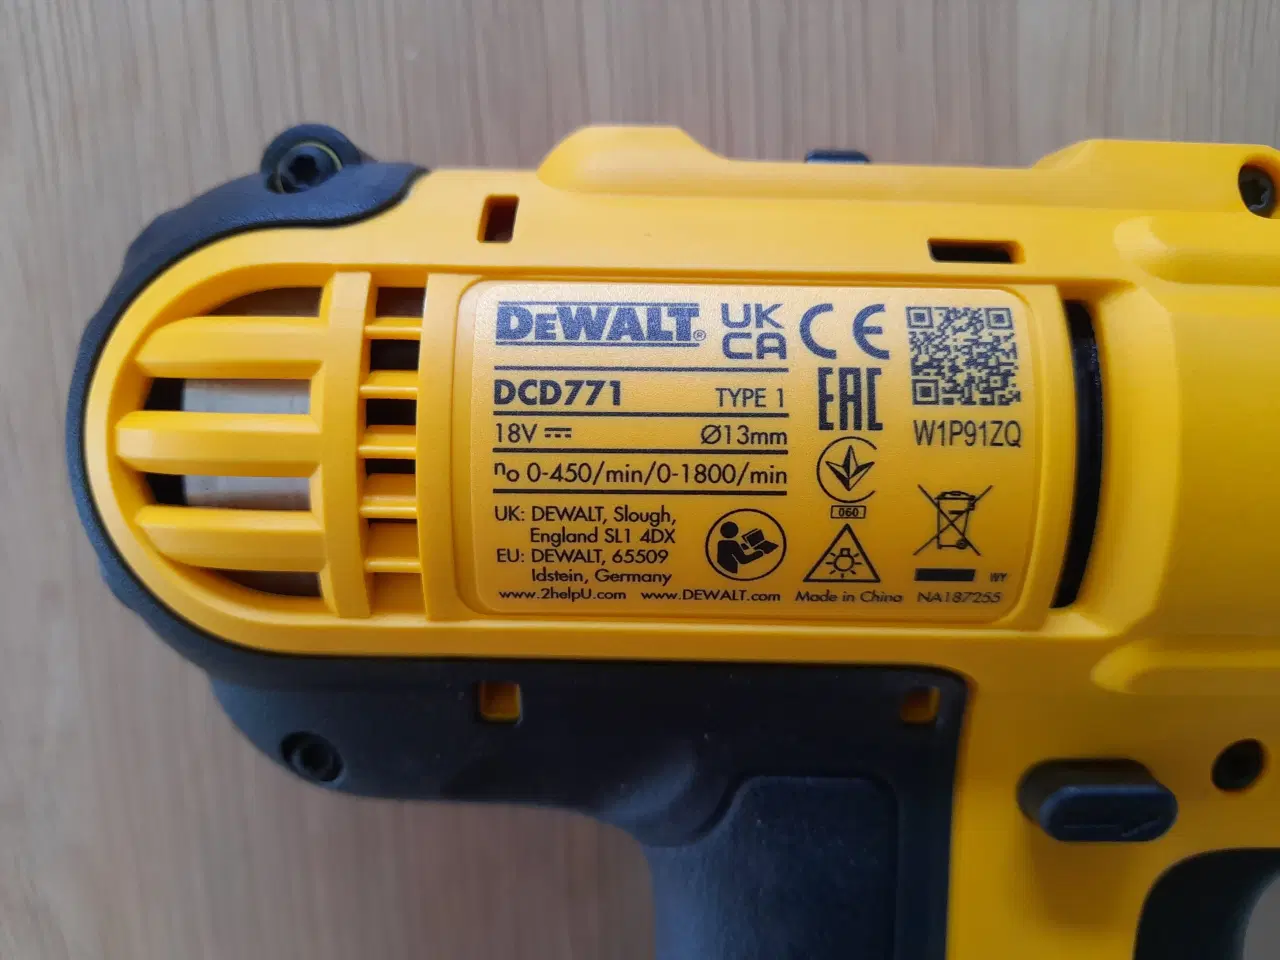 DEWALT®
UK
CA
CE
DCD771 TYPE 1
EAC
18V Ø13mm
W1P91ZQ
no 0-450/min/0-1800/min
060
UK: DEWALT, Slough,
England SL1 4DX
EU: DEWALT, 65509
Idstein, Germany
WY
www.2helpU.com www.DEWALT.com Made in China NA187255